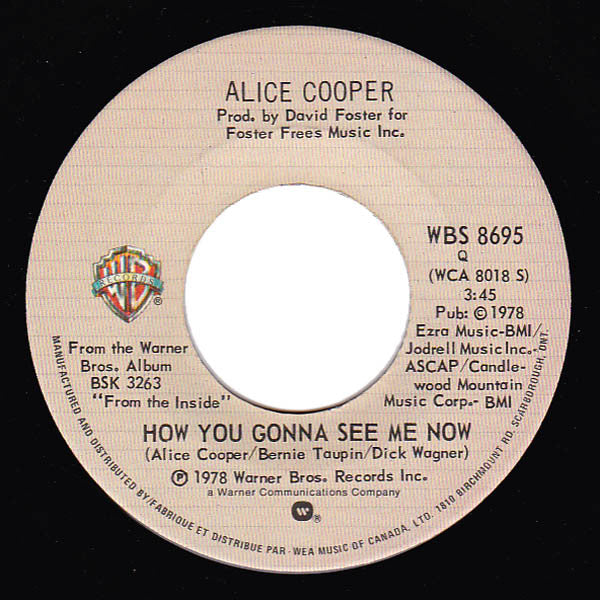 ALICE COOPER
Prod. by David Foster for
Foster Frees Music Inc.
WBS 8695
Q
(WCA 8018 S)
3:45
Pub: ©1978
Ezra Music-BMI/
Jodrell Music Inc.-
ASCAP/Candle-
wood Mountain
Music Corp.- BMI
WB
RECORDS
®
From the Warner
Bros. Album
BSK 3263
"From the Inside"
HOW YOU GONNA SEE ME NOW
(Alice Cooper/Bernie Taupin/Dick Wagner)
℗ 1978 Warner Bros. Records Inc.
a Warner Communications Company
®
MANUFACTURED AND DISTRIBUTED BY/FABRIQUE ET DISTRIBUE PAR - WEA MUSIC OF CANADA, LTD. 1810 BIRCHMOUNT RD. SCARBOROUGH, ONT.